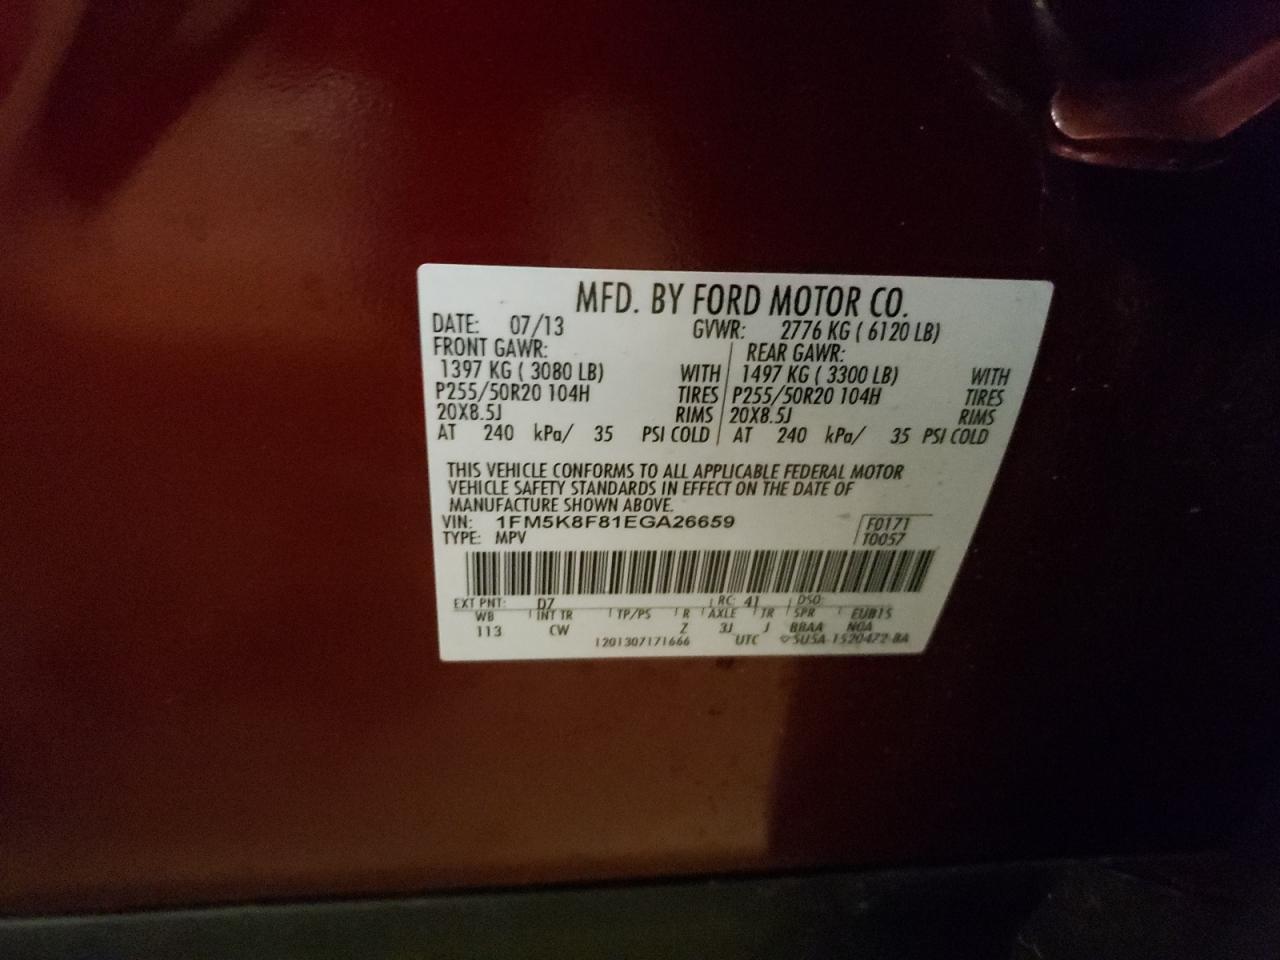 MFD. BY FORD MOTOR CO.
DATE: 07/13 GVWR: 2776 KG ( 6120 LB)
FRONT GAWR: REAR GAWR:
1397 KG ( 3080 LB) WITH 1497 KG ( 3300 LB) WITH
P255/50R20 104H TIRES P255/50R20 104H TIRES
20X8.5J RIMS 20X8.5J RIMS
AT 240 kPa/ 35 PSI COLD AT 240 kPa/ 35 PSI COLD
THIS VEHICLE CONFORMS TO ALL APPLICABLE FEDERAL MOTOR
VEHICLE SAFETY STANDARDS IN EFFECT ON THE DATE OF
MANUFACTURE SHOWN ABOVE.
VIN: 1FM5K8F81EGA26659 F0171
TYPE: MPV T0057
EXT PNT: DZ RC: 41 DSO:
WB INT TR TP/PS R AXLE TR SPR EUB15
113 CW Z 3J J BBAA NGA
1201307171666 UTC 5U5A-1520472-BA